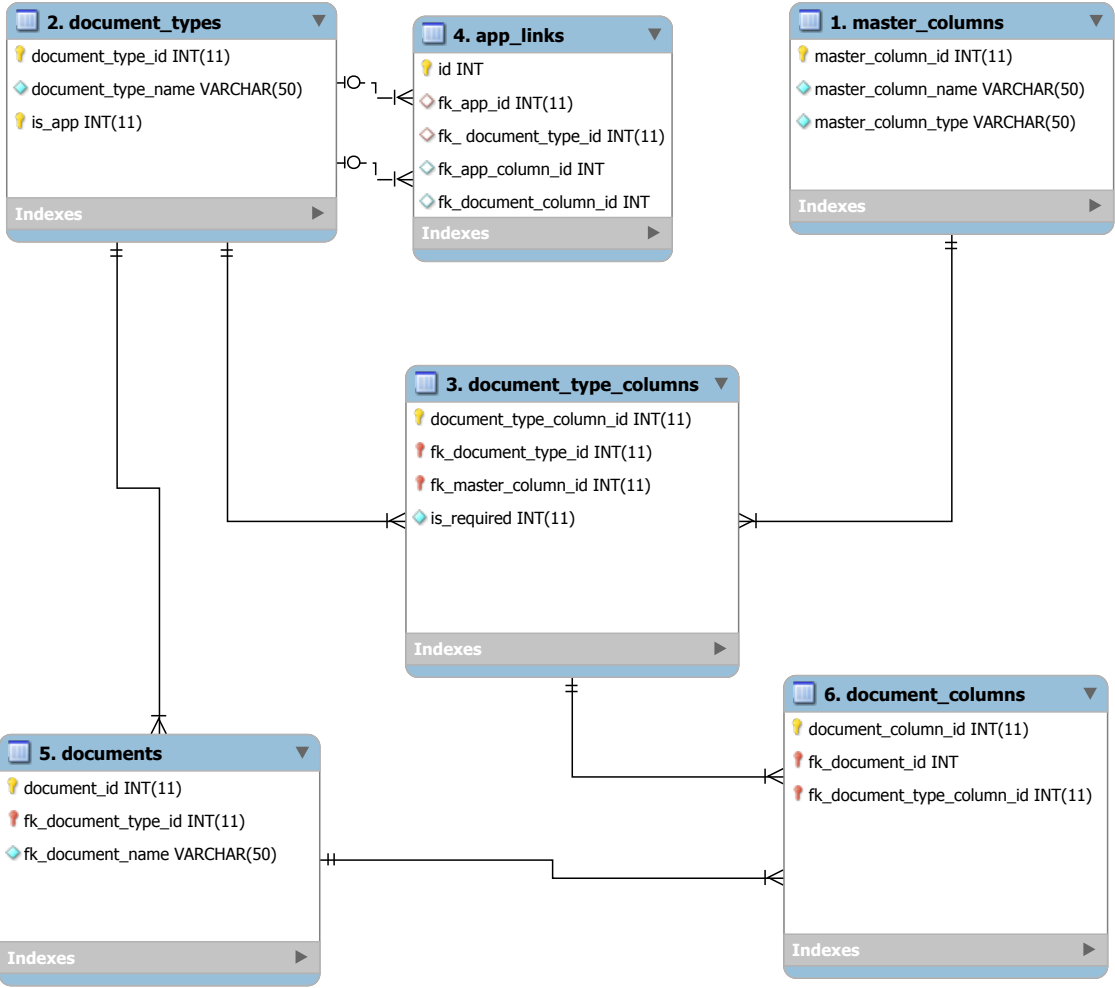 2. document_types
document_type_id INT(11)
document_type_name VARCHAR(50)
is_app INT(11)
Indexes
4. app_links
id INT
fk_app_id INT(11)
fk_ document_type_id INT(11)
fk_app_column_id INT
fk_document_column_id INT
Indexes
1. master_columns
master_column_id INT(11)
master_column_name VARCHAR(50)
master_column_type VARCHAR(50)
Indexes
3. document_type_columns
document_type_column_id INT(11)
fk_document_type_id INT(11)
fk_master_column_id INT(11)
is_required INT(11)
Indexes
5. documents
document_id INT(11)
fk_document_type_id INT(11)
fk_document_name VARCHAR(50)
Indexes
6. document_columns
document_column_id INT(11)
fk_document_id INT
fk_document_type_column_id INT(11)
Indexes